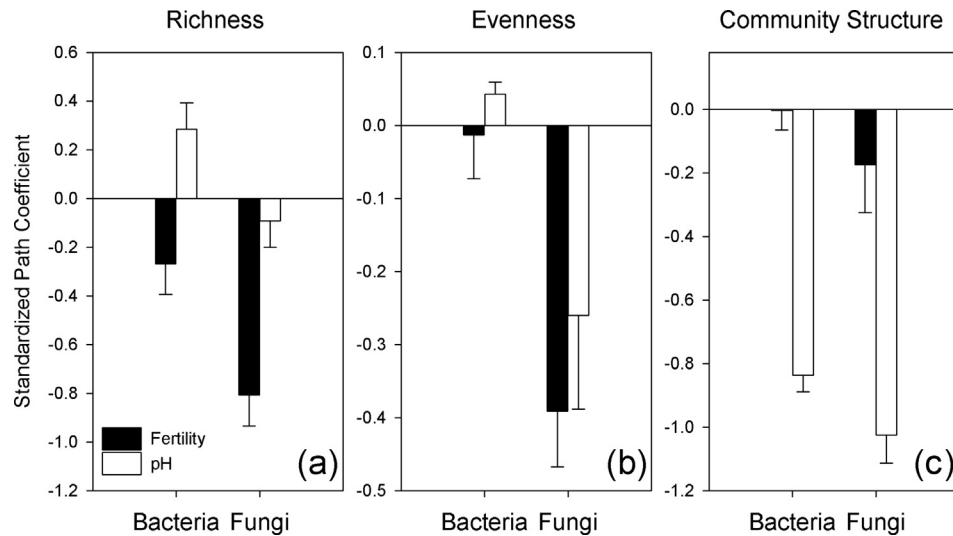 Richness
Evenness
Community Structure
Standardized Path Coefficient
0.6
0.4
0.2
0.0
-0.2
-0.4
-0.6
-0.8
-1.0
-1.2
Fertility
pH
(a)
Bacteria Fungi
0.1
0.0
-0.1
-0.2
-0.3
-0.4
-0.5
(b)
Bacteria Fungi
0.0
-0.2
-0.4
-0.6
-0.8
-1.0
-1.2
(c)
Bacteria Fungi